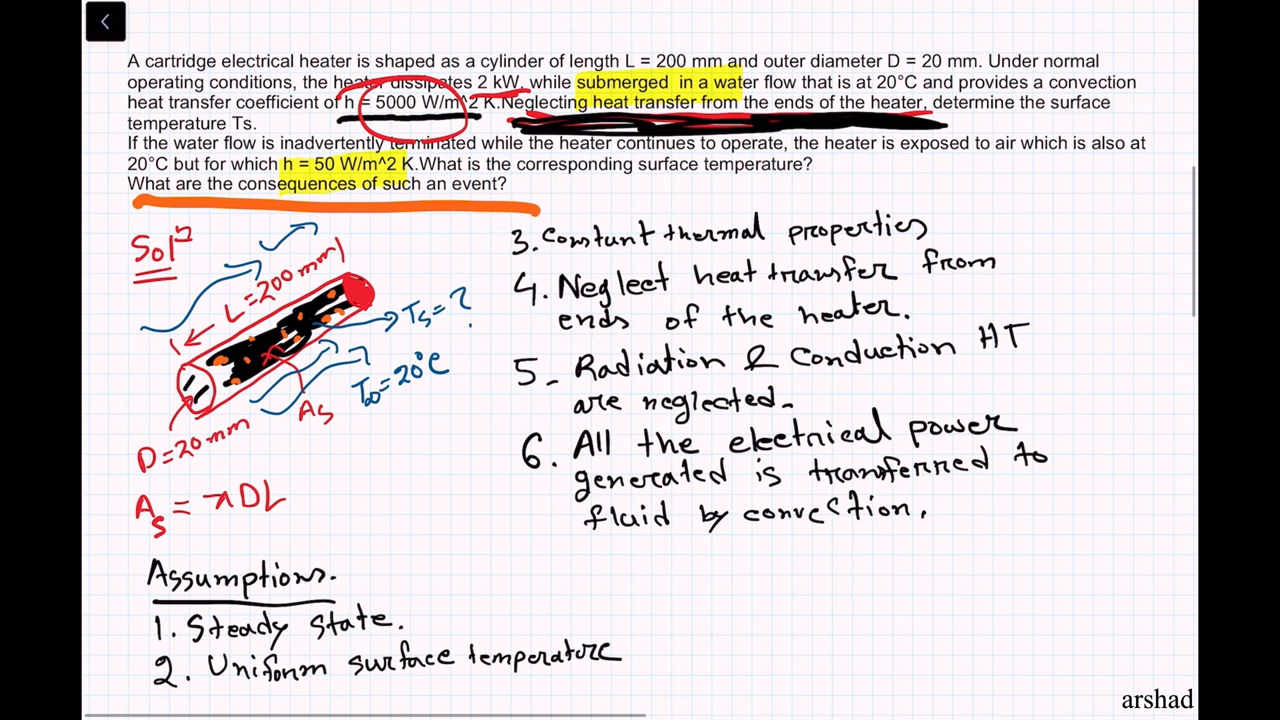 A cartridge electrical heater is shaped as a cylinder of length L = 200 mm and outer diameter D = 20 mm. Under normal
operating conditions, the heater dissipates 2 kW, while submerged in a water flow that is at 20°C and provides a convection
heat transfer coefficient of h = 5000 W/m^2 K.Neglecting heat transfer from the ends of the heater, determine the surface
temperature Ts.
If the water flow is inadvertently terminated while the heater continues to operate, the heater is exposed to air which is also at
20°C but for which h = 50 W/m^2 K.What is the corresponding surface temperature?
What are the consequences of such an event?
Solⁿ
L=200mm
Ts=?
T∞=20°C
As
D=20mm
As = πDL
Assumptions.
1. Steady state.
2. Uniform surface temperature
3. Constant thermal properties
4. Neglect heat transfer from
ends of the heater.
5. Radiation & Conduction HT
are neglected.
6. All the electrical power
generated is transferred to
fluid by convection.
arshad